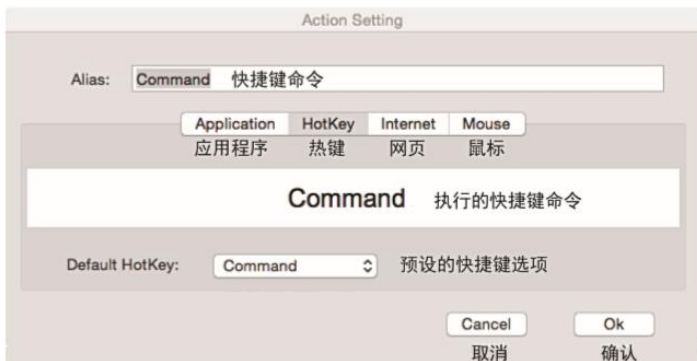 Action Setting
Alias: Command 快捷键命令
Application HotKey Internet Mouse
应用程序 热键 网页 鼠标
Command 执行的快捷键命令
Default HotKey: Command 预设的快捷键选项
Cancel Ok
取消 确认